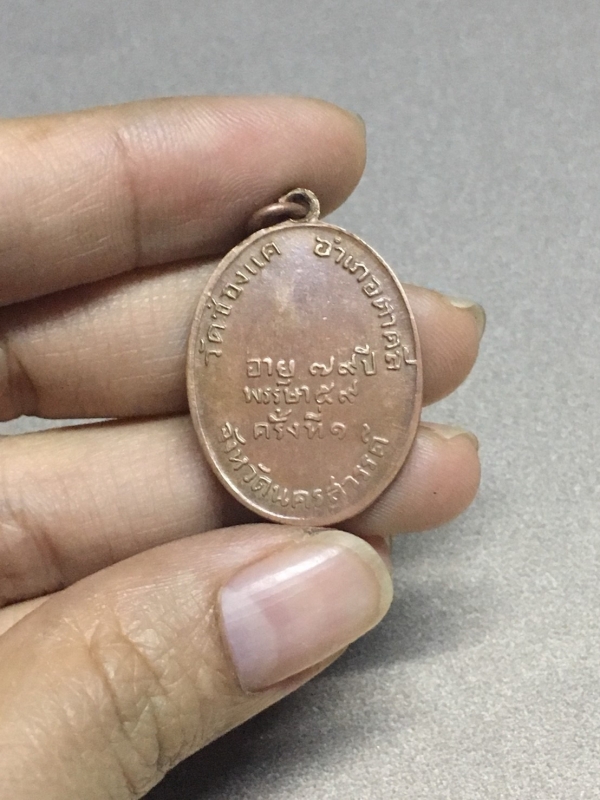 วัดช่องแค อำเภอตาคลี
อายุ ๗๙ ปี
พรรษา ๕๙
ครั้งที่ ๑
จังหวัดนครสวรรค์